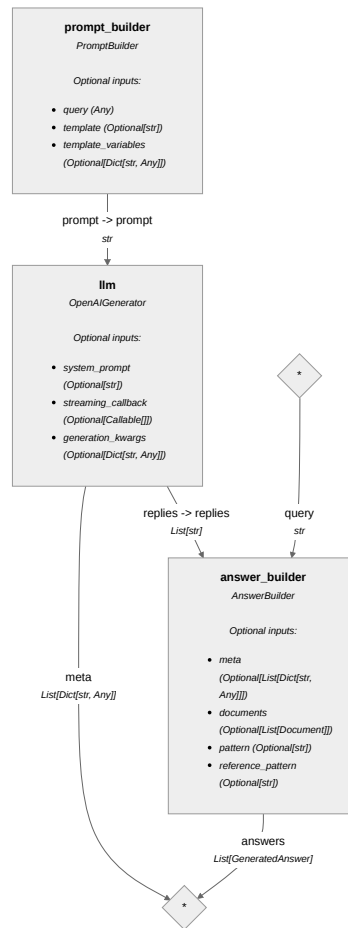 prompt_builder
PromptBuilder
Optional inputs:
query (Any)
template (Optional[str])
template_variables
(Optional[Dict[str, Any]])
prompt -> prompt
str
llm
OpenAIGenerator
Optional inputs:
system_prompt
(Optional[str])
streaming_callback
(Optional[Callable[]])
generation_kwargs
(Optional[Dict[str, Any]])
*
replies -> replies
List[str]
query
str
answer_builder
AnswerBuilder
Optional inputs:
meta
(Optional[List[Dict[str,
Any]]])
documents
(Optional[List[Document]])
pattern (Optional[str])
reference_pattern
(Optional[str])
meta
List[Dict[str, Any]]
answers
List[GeneratedAnswer]
*